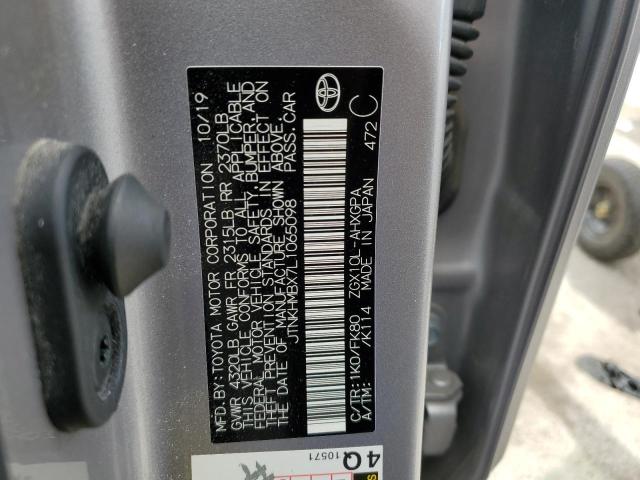 MFD.BY: TOYOTA MOTOR CORPORATION 10/19
GVWR 4320LB GAWR FR 2315LB RR 2370LB
THIS VEHICLE CONFORMS TO ALL APPLICABLE
FEDERAL MOTOR VEHICLE SAFETY, BUMPER, AND
THEFT PREVENTION STANDARDS IN EFFECT ON
THE DATE OF MANUFACTURE SHOWN ABOVE.
JTNKHMBX7L1065098 PASS.CAR
C/TR:1K0/FK80 ZGX10L-AHXGPA
A/TM: /K114 MADE IN JAPAN 472 C
4Q
10571